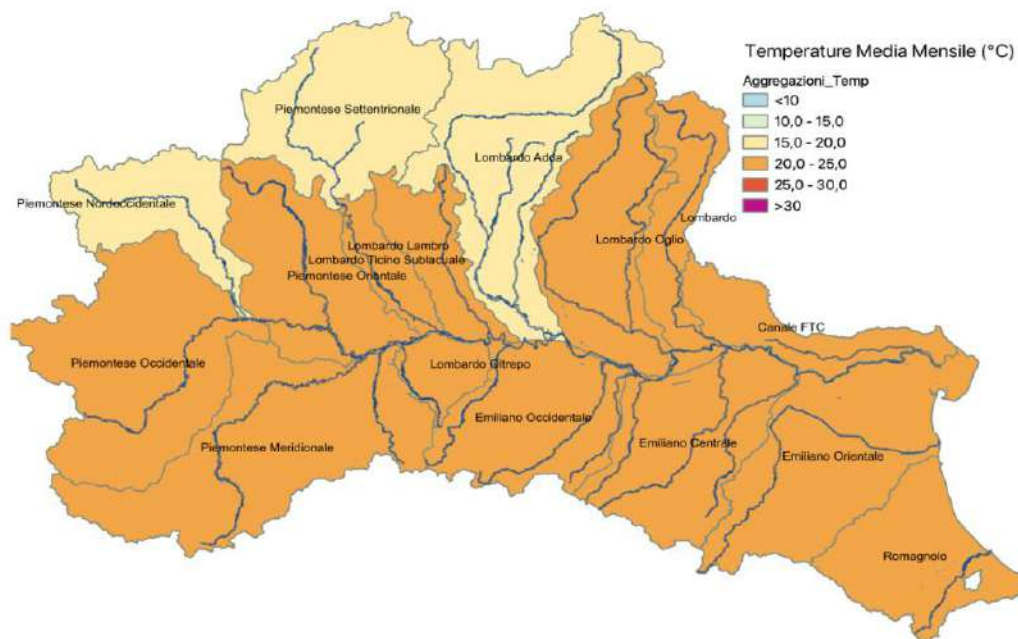 Temperature Media Mensile (°C)
Aggregazioni_Temp
<10
10,0 - 15,0
15,0 - 20,0
20,0 - 25,0
25,0 - 30,0
>30
Piemontese Settentrionale
Lombardo Adda
Piemontese Nordoccidentale
Lombardo
Lombardo Oglio
Lombardo Lambro
Lombardo Ticino Sublacuale
Piemontese Orientale
Canale FTC
Piemontese Occidentale
Lombardo Oltrepo
Emiliano Occidentale
Piemontese Meridionale
Emiliano Centrale
Emiliano Orientale
Romagnolo